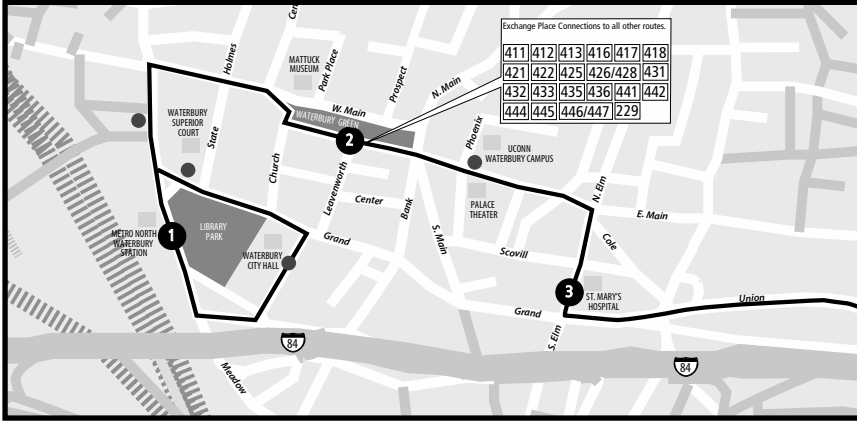 Exchange Place Connections to all other routes.
411 412 413 416 417 418
421 422 425 426/428 431
432 433 435 436 441 442
444 445 446/447 229
Holmes
Cen
MATTUCK
MUSEUM
Park Place
Prospect
N. Main
W. Main
WATERBURY GREEN
2
Phoenix
UCONN
WATERBURY CAMPUS
WATERBURY
SUPERIOR
COURT
State
Church
Leavenworth
Center
Bank
PALACE
THEATER
N. Elm
E. Main
METRO NORTH
WATERBURY
STATION
1
LIBRARY
PARK
WATERBURY
CITY HALL
Grand
S. Main
Scovill
Cole
3
ST. MARY'S
HOSPITAL
Grand
Union
S. Elm
84
84
Meadow